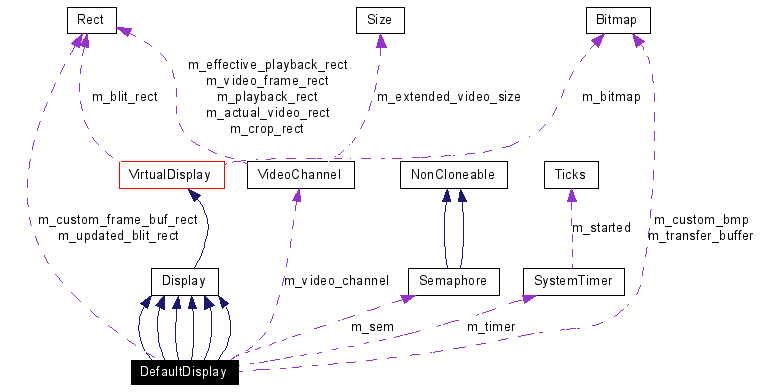 Rect
Size
Bitmap
m_effective_playback_rect
m_video_frame_rect
m_playback_rect
m_actual_video_rect
m_crop_rect
m_blit_rect
m_extended_video_size
m_bitmap
VirtualDisplay
VideoChannel
NonCloneable
Ticks
m_custom_frame_buf_rect
m_updated_blit_rect
m_started
m_custom_bmp
m_transfer_buffer
Display
m_video_channel
Semaphore
SystemTimer
m_sem
m_timer
DefaultDisplay